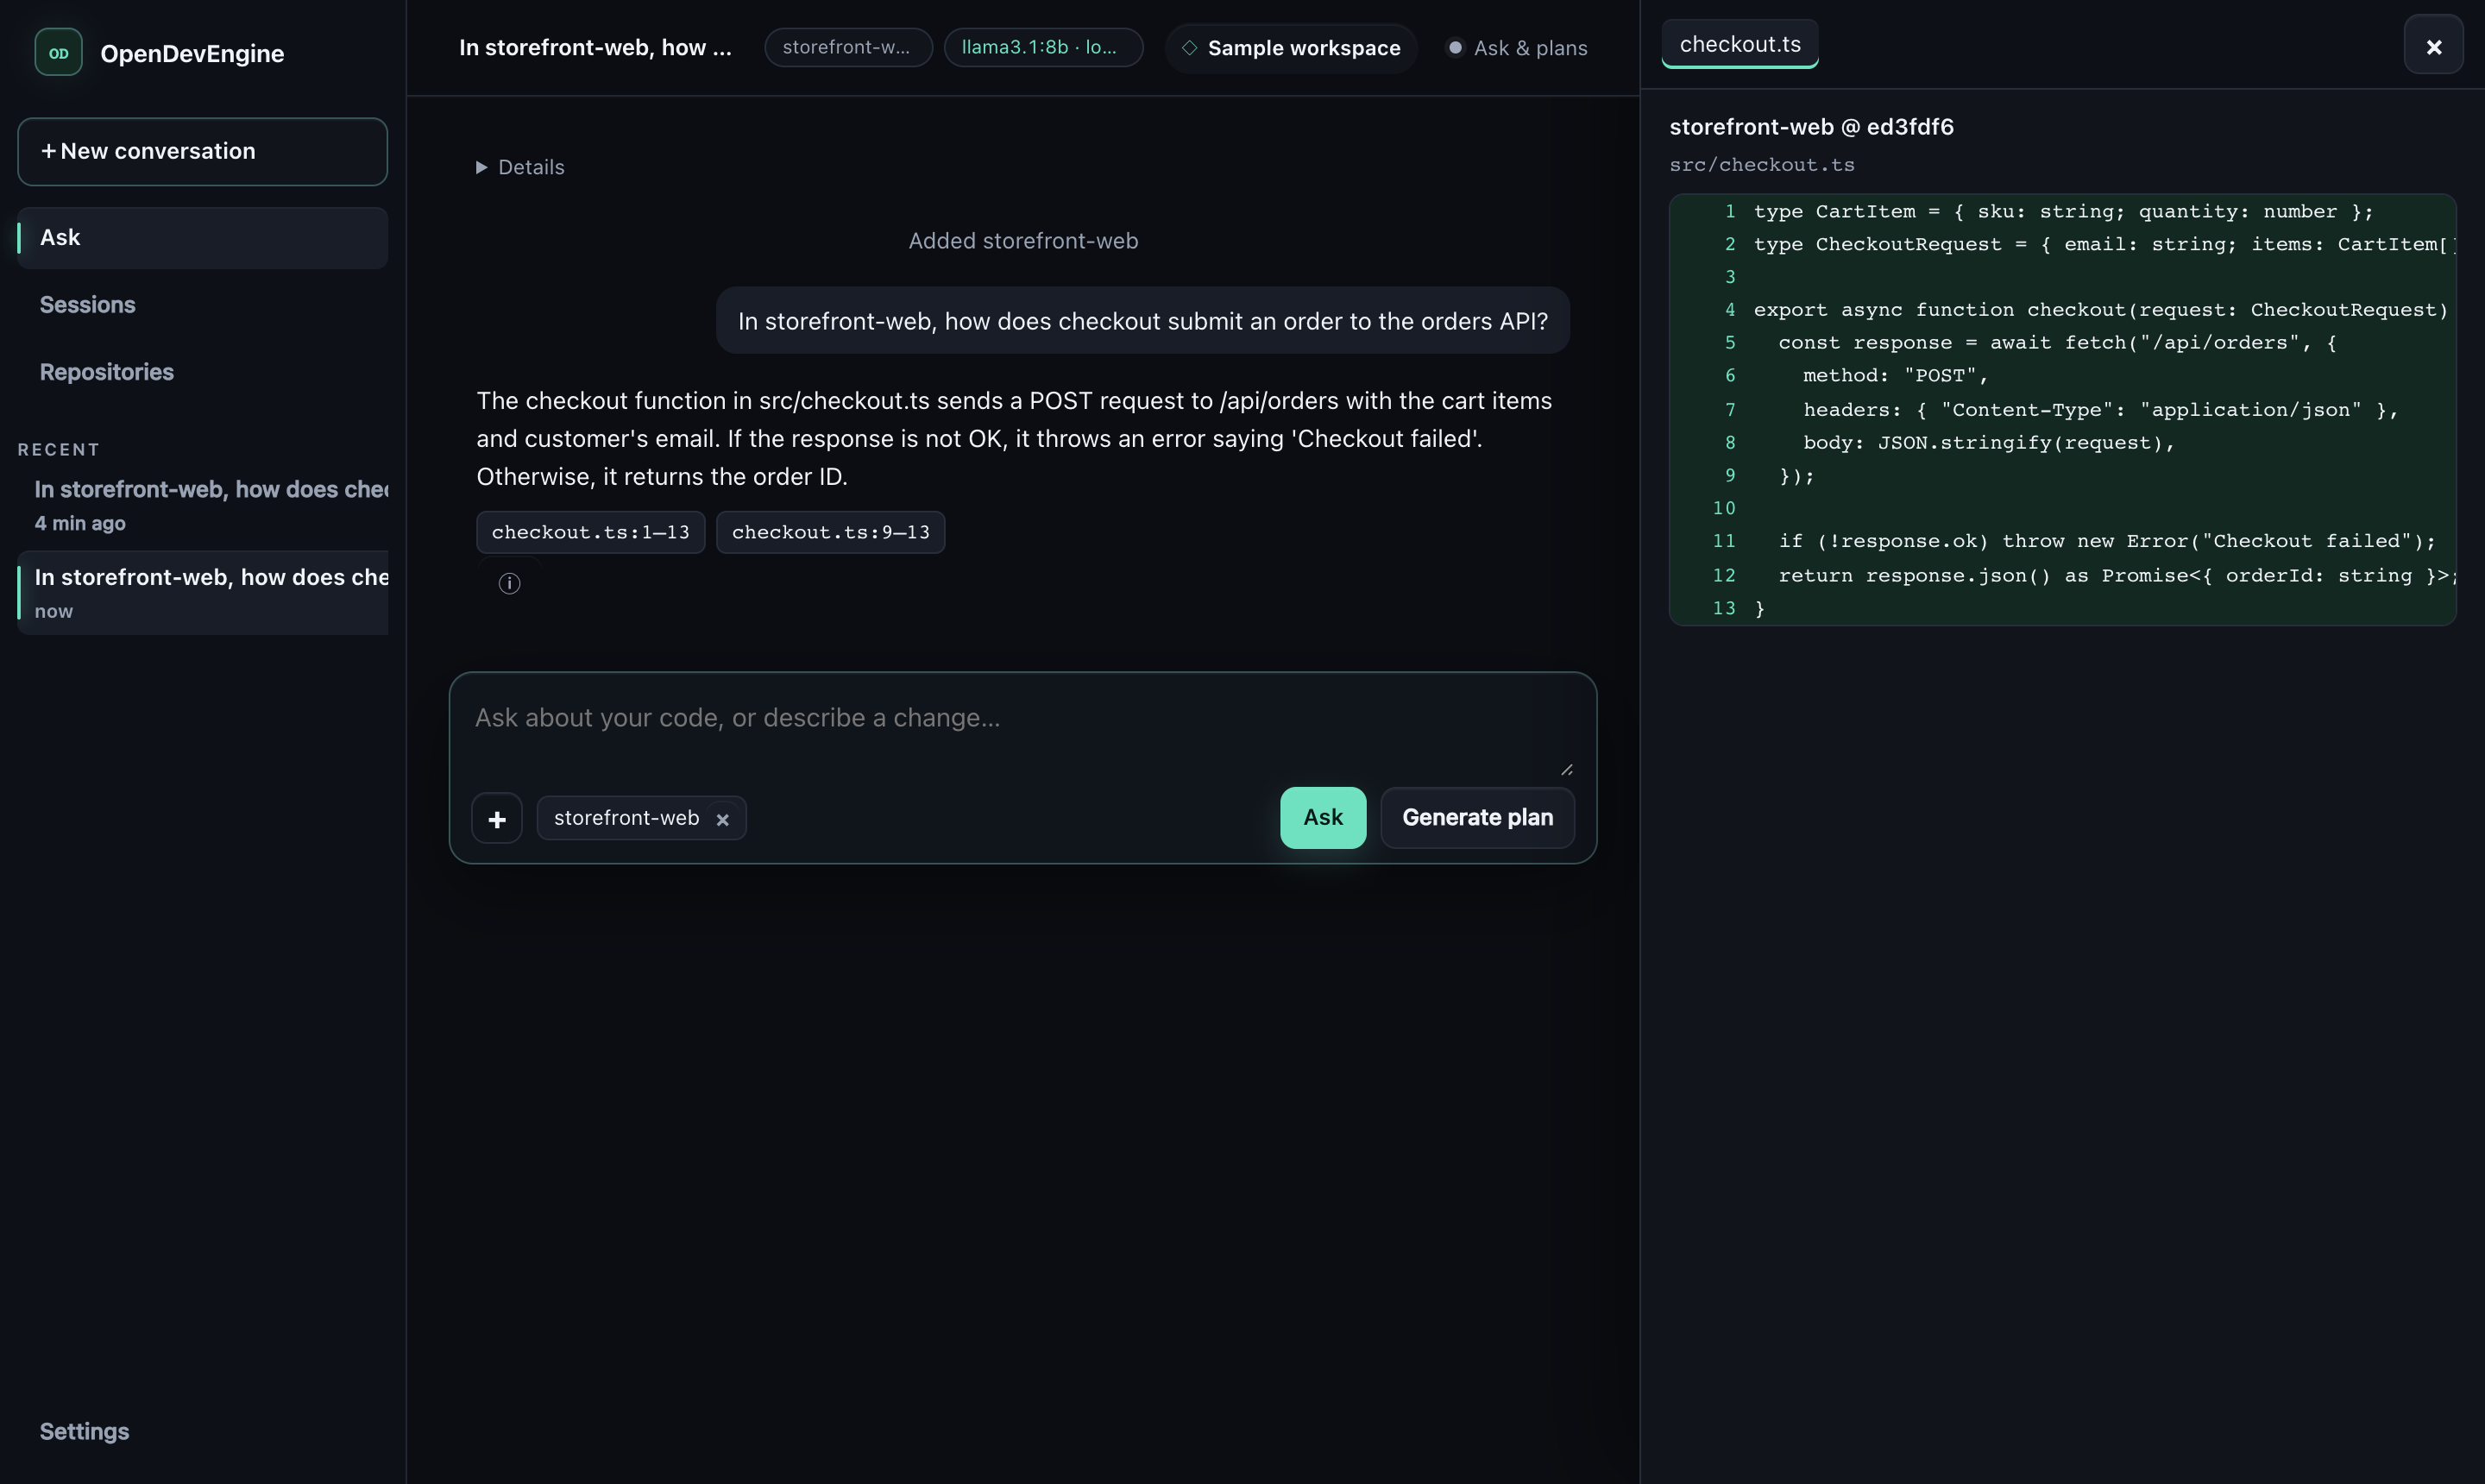 OD
OpenDevEngine
+ New conversation
Ask
Sessions
Repositories
RECENT
In storefront-web, how does chec
4 min ago
In storefront-web, how does che
now
Settings
In storefront-web, how ...
storefront-w...
llama3.1:8b · lo...
◇ Sample workspace
Ask & plans
▶ Details
Added storefront-web
In storefront-web, how does checkout submit an order to the orders API?
The checkout function in src/checkout.ts sends a POST request to /api/orders with the cart items
and customer's email. If the response is not OK, it throws an error saying 'Checkout failed'.
Otherwise, it returns the order ID.
checkout.ts:1–13
checkout.ts:9–13
Ask about your code, or describe a change...
+
storefront-web ×
Ask
Generate plan
checkout.ts
×
storefront-web @ ed3fdf6
src/checkout.ts
1 type CartItem = { sku: string; quantity: number };
2 type CheckoutRequest = { email: string; items: CartItem[]
3
4 export async function checkout(request: CheckoutRequest)
5   const response = await fetch("/api/orders", {
6     method: "POST",
7     headers: { "Content-Type": "application/json" },
8     body: JSON.stringify(request),
9   });
10
11   if (!response.ok) throw new Error("Checkout failed");
12   return response.json() as Promise<{ orderId: string }>;
13 }